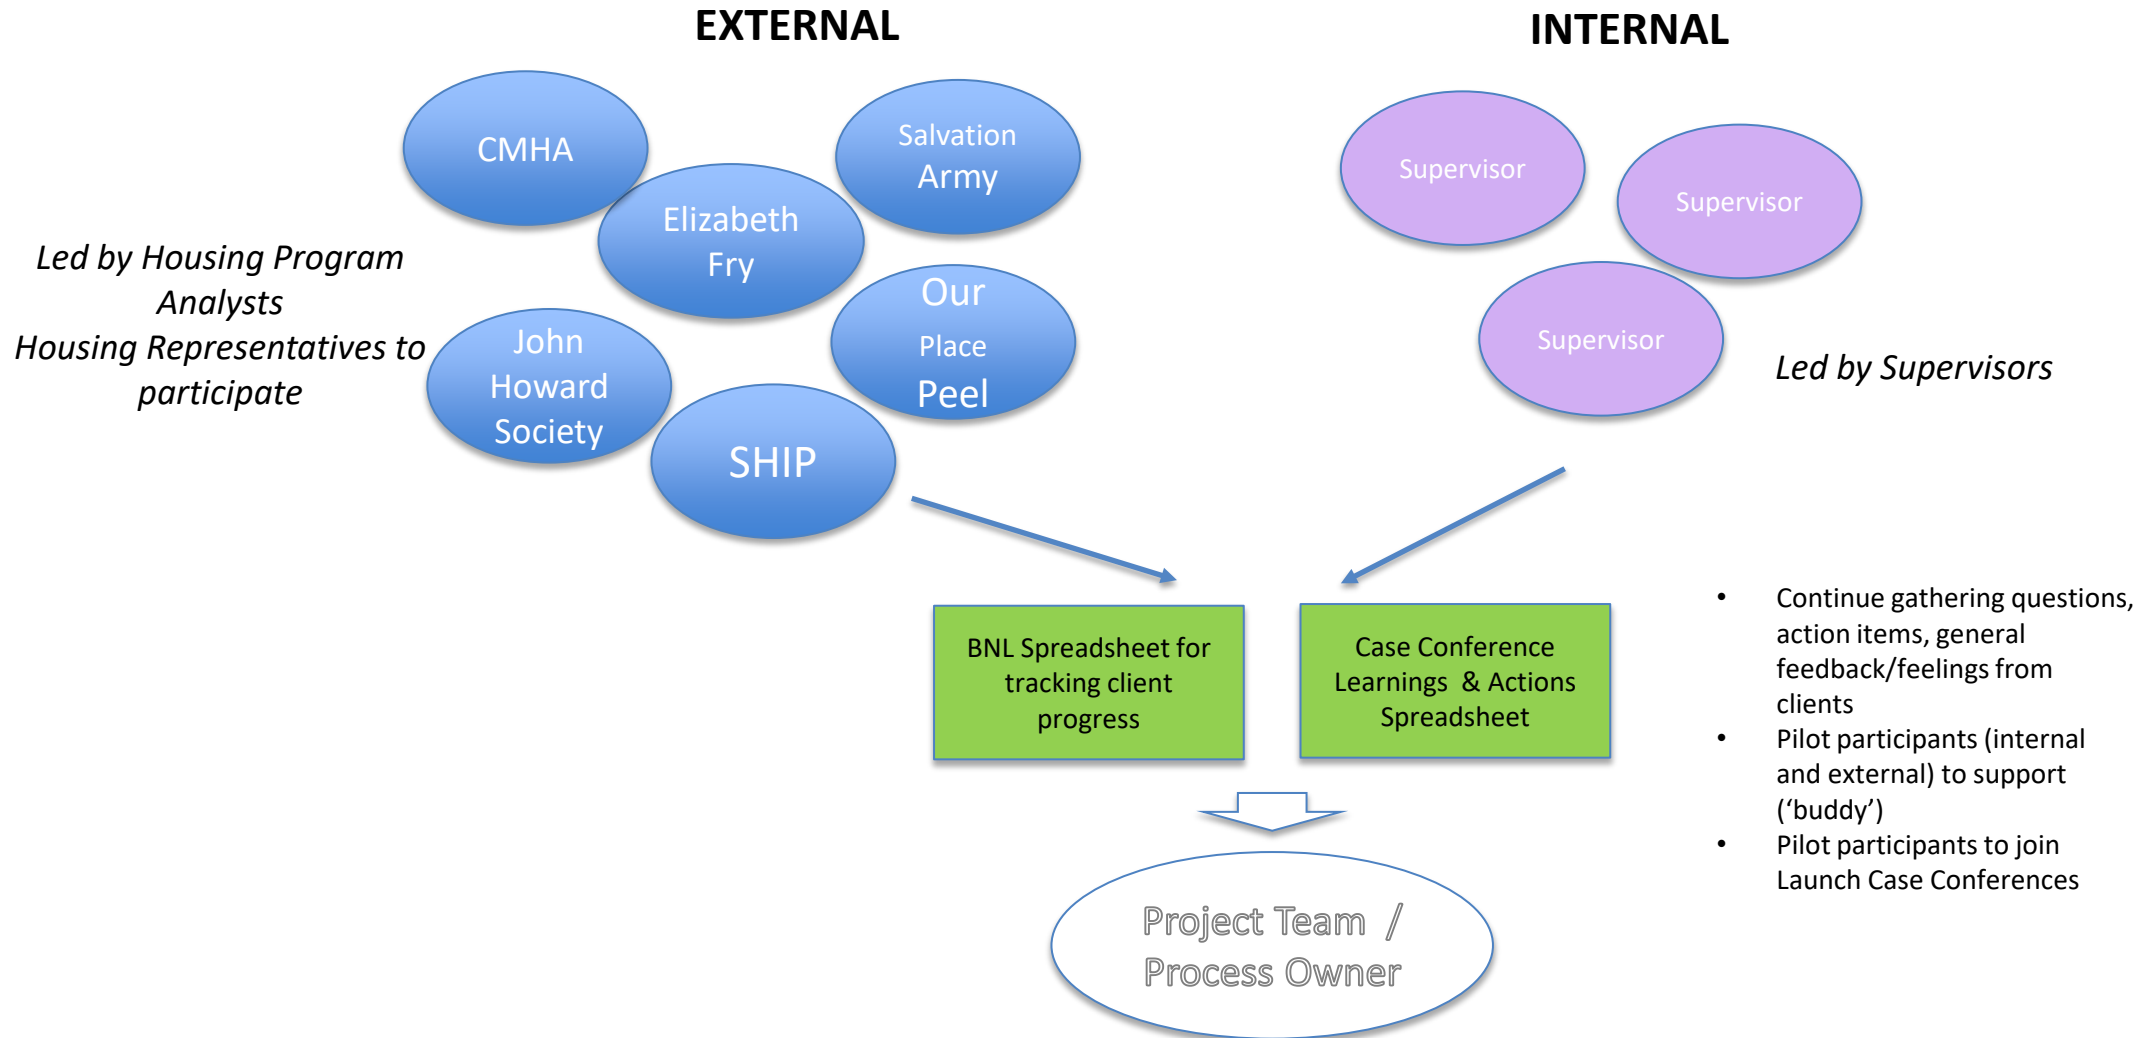 EXTERNAL
INTERNAL
CMHA
Salvation
Army
Elizabeth
Fry
Our
Place
Peel
John
Howard
Society
SHIP
Led by Housing Program
Analysts
Housing Representatives to
participate
Supervisor
Supervisor
Supervisor
Led by Supervisors
BNL Spreadsheet for
tracking client
progress
Case Conference
Learnings & Actions
Spreadsheet
• Continue gathering questions,
action items, general
feedback/feelings from
clients
• Pilot participants (internal
and external) to support
(‘buddy’)
• Pilot participants to join
Launch Case Conferences
Project Team /
Process Owner